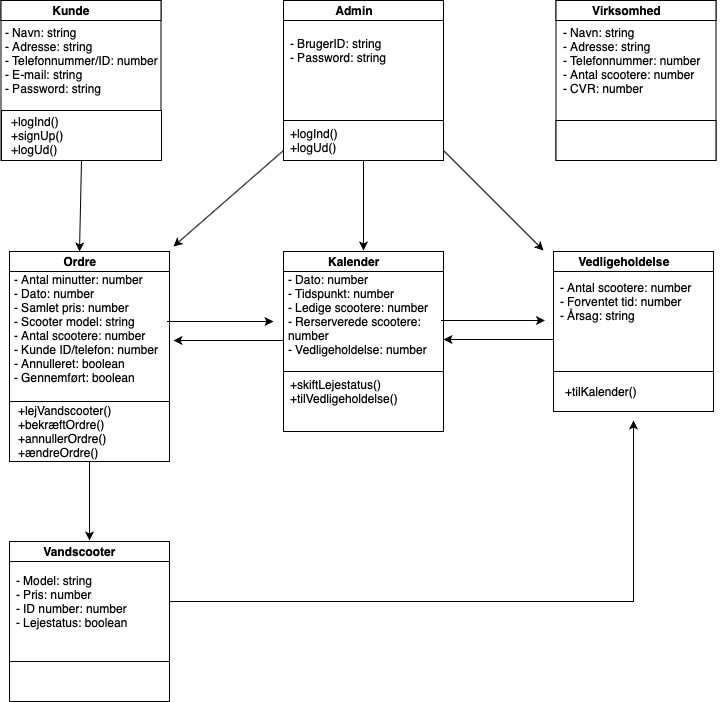 Kunde
- Navn: string
- Adresse: string
- Telefonnummer/ID: number
- E-mail: string
- Password: string
+logInd()
+signUp()
+logUd()
Admin
- BrugerID: string
- Password: string
+logInd()
+logUd()
Virksomhed
- Navn: string
- Adresse: string
- Telefonnummer: number
- Antal scootere: number
- CVR: number
Ordre
- Antal minutter: number
- Dato: number
- Samlet pris: number
- Scooter model: string
- Antal scootere: number
- Kunde ID/telefon: number
- Annulleret: boolean
- Gennemført: boolean
+lejVandscooter()
+bekræftOrdre()
+annullerOrdre()
+ændreOrdre()
Kalender
- Dato: number
- Tidspunkt: number
- Ledige scootere: number
- Rerserverede scootere:
number
- Vedligeholdelse: number
+skiftLejestatus()
+tilVedligeholdelse()
Vedligeholdelse
- Antal scootere: number
- Forventet tid: number
- Årsag: string
+tilKalender()
Vandscooter
- Model: string
- Pris: number
- ID number: number
- Lejestatus: boolean